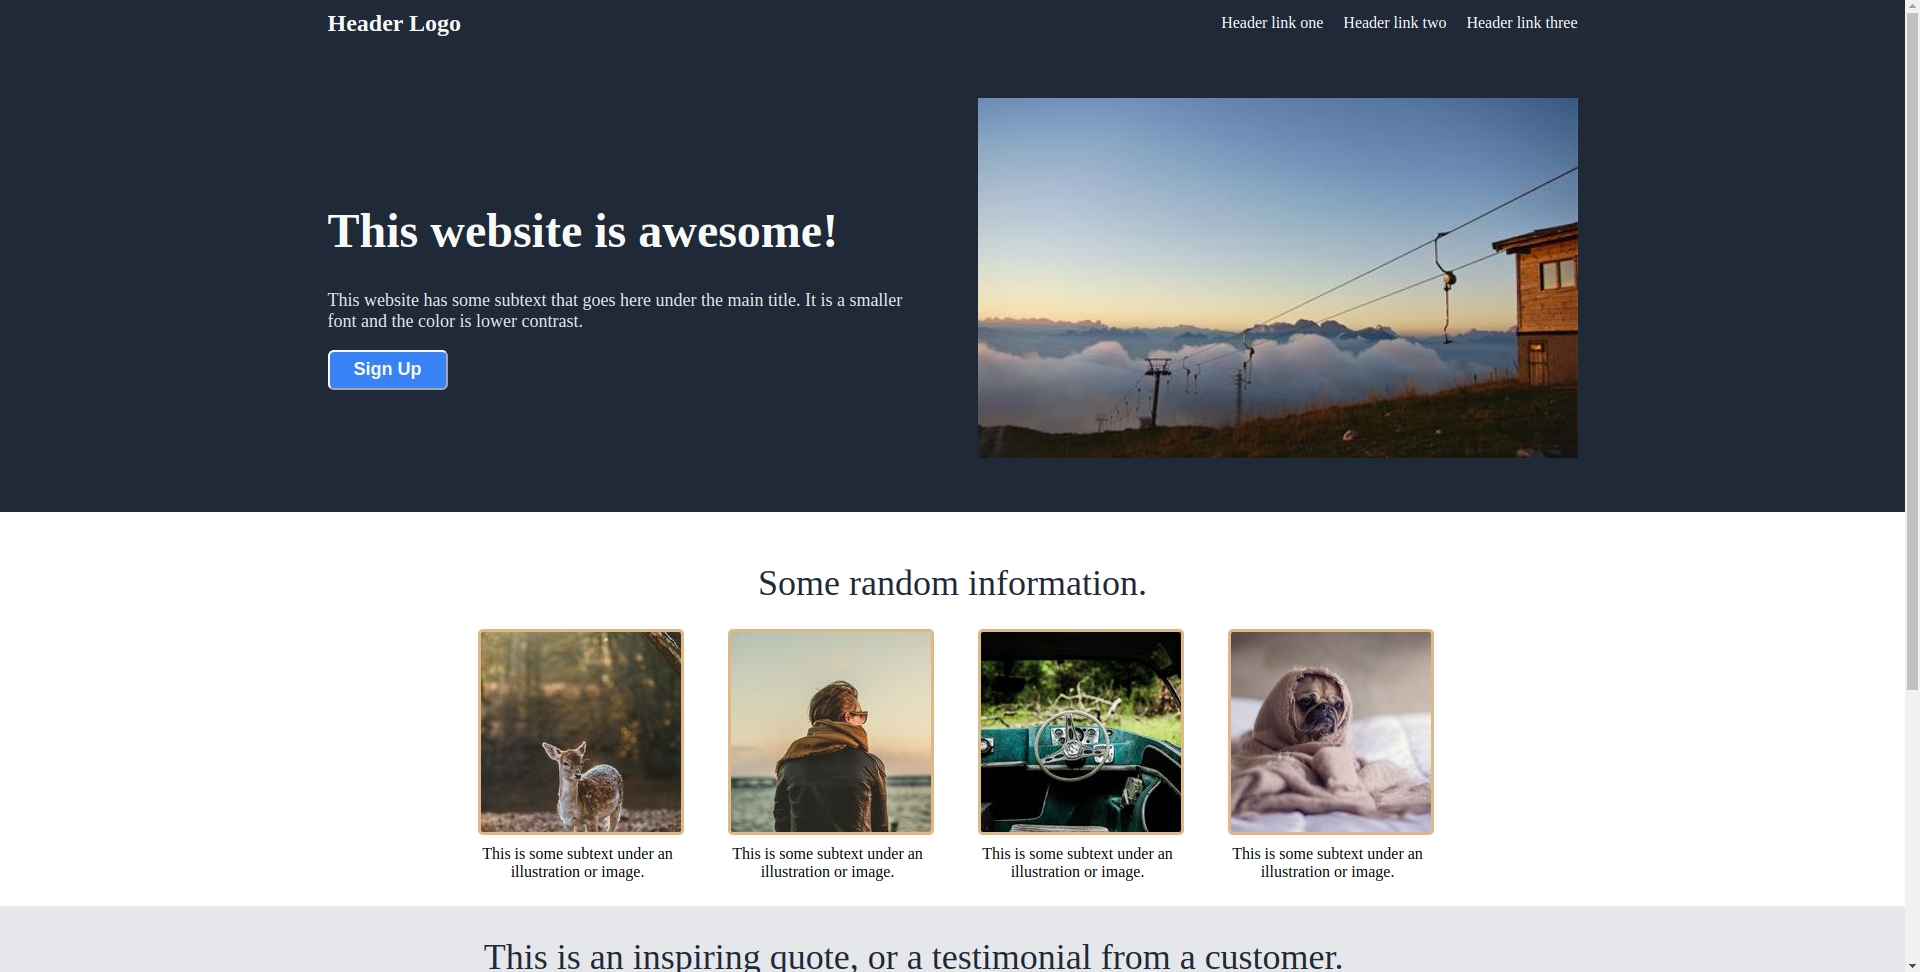 Header Logo
Header link one
Header link two
Header link three
This website is awesome!
This website has some subtext that goes here under the main title. It is a smaller
font and the color is lower contrast.
Sign Up
Some random information.
This is some subtext under an
illustration or image.
This is some subtext under an
illustration or image.
This is some subtext under an
illustration or image.
This is some subtext under an
illustration or image.
This is an inspiring quote, or a testimonial from a customer.